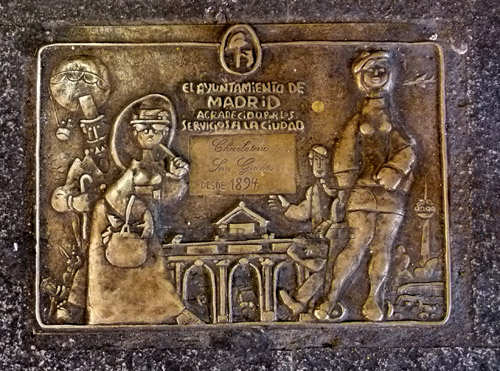 EL AYUNTAMIENTO DE
MADRID
AGRADECIDO POR LOS
SERVICIOS A LA CIUDAD
Chocolatería
San Ginés
DESDE 1894